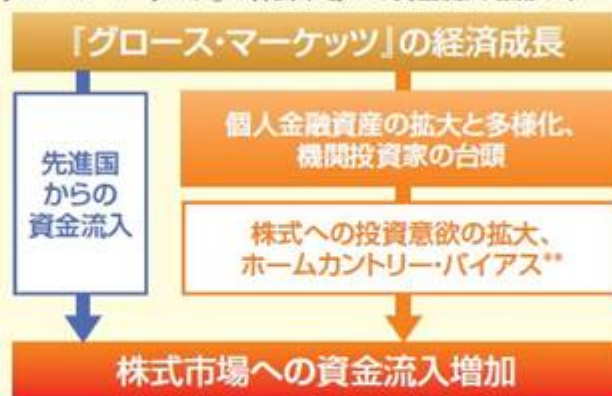 『グロース・マーケッツ』の経済成長
先進国
からの
資金流入
個人金融資産の拡大と多様化、
機関投資家の台頭
株式への投資意欲の拡大、
ホームカントリー・バイアス**
株式市場への資金流入増加